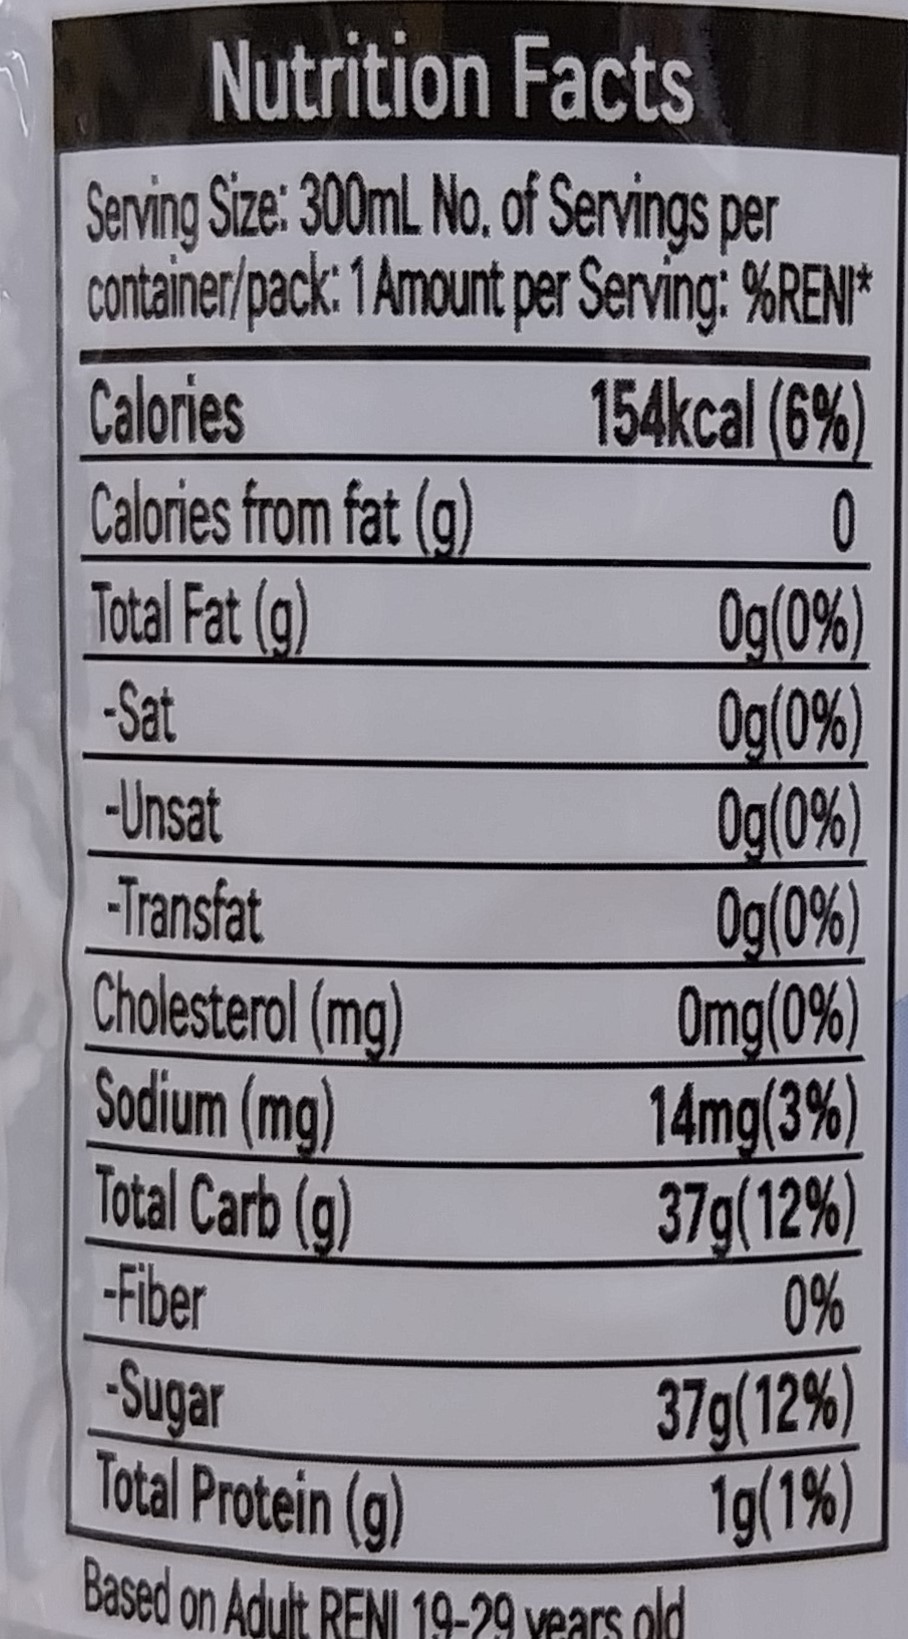 Nutrition Facts
Serving Size: 300mL No. of Servings per
container/pack: 1 Amount per Serving: %RENI*
Calories 154kcal (6%)
Calories from fat (g) 0
Total Fat (g) 0g(0%)
-Sat 0g(0%)
-Unsat 0g(0%)
-Transfat 0g(0%)
Cholesterol (mg) 0mg(0%)
Sodium (mg) 14mg(3%)
Total Carb (g) 37g(12%)
-Fiber 0%
-Sugar 37g(12%)
Total Protein (g) 1g(1%)
Based on Adult RENI 19-29 years old